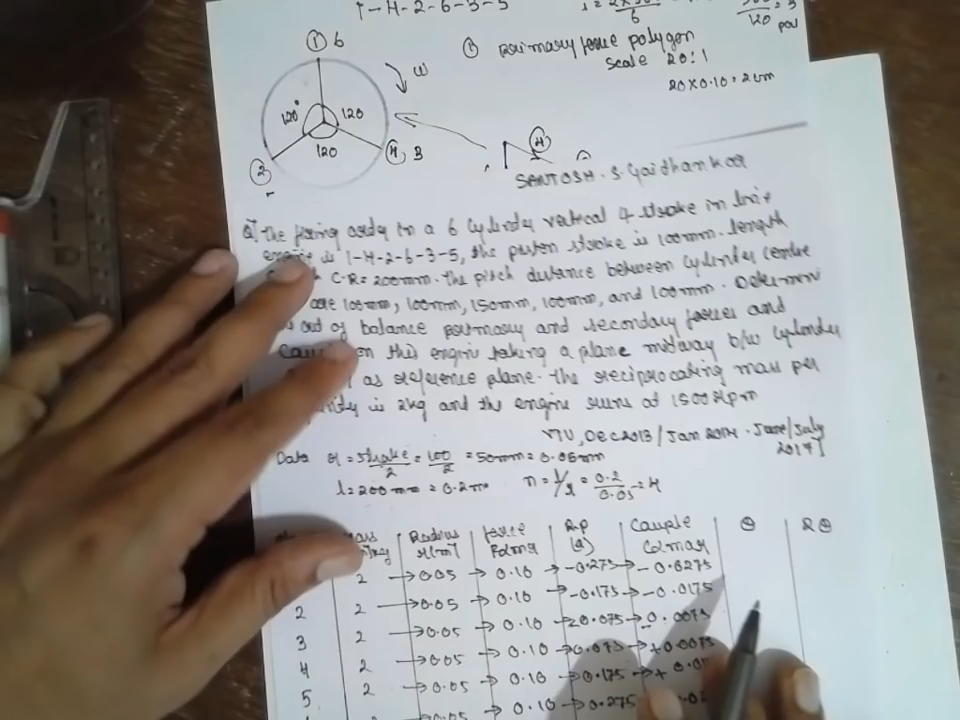 1-4-2-6-3-5
6
120
① 6
① Primary force polygon
scale 20:1
20 x 0.10 = 2 cm
ω
120°
120
120
②
④ 3
④
SANTOSH. S. Gaidhankar
Q] The firing order in a 6 cylinder vertical 4 stroke in line
engine is 1-4-2-6-3-5, the piston stroke is 100mm. length
C.R = 200mm. The pitch distance between cylinder centre
are 100mm, 100mm, 150mm, 100mm, and 100mm. Determine
out of balance primary and secondary forces and
on this engine taking a plane midway b/w cylinder
as reference plane. The reciprocating mass per
is 2kg and the engine runs at 1500 rpm
VTU, DEC 2013/Jan 2014. June/July
2017]
Data r = stroke/2 = 100/2 = 50mm = 0.05mm
l = 200mm = 0.2m n = l/r = 0.2/0.05 = 4
Radius r(m) Force R.P (a) Couple θ 2θ
2 → 0.05 → 0.10 → -0.275 → -0.0275
2 2 → 0.05 → 0.10 → -0.175 → -0.0175
3 2 → 0.05 → 0.10 → -0.075 → -0.0075
4 2 → 0.05 → 0.10 → 0.075 → +0.0075
5 2 → 0.05 → 0.10 → 0.175 → +
0.05 → 0.10 → 0.275 →